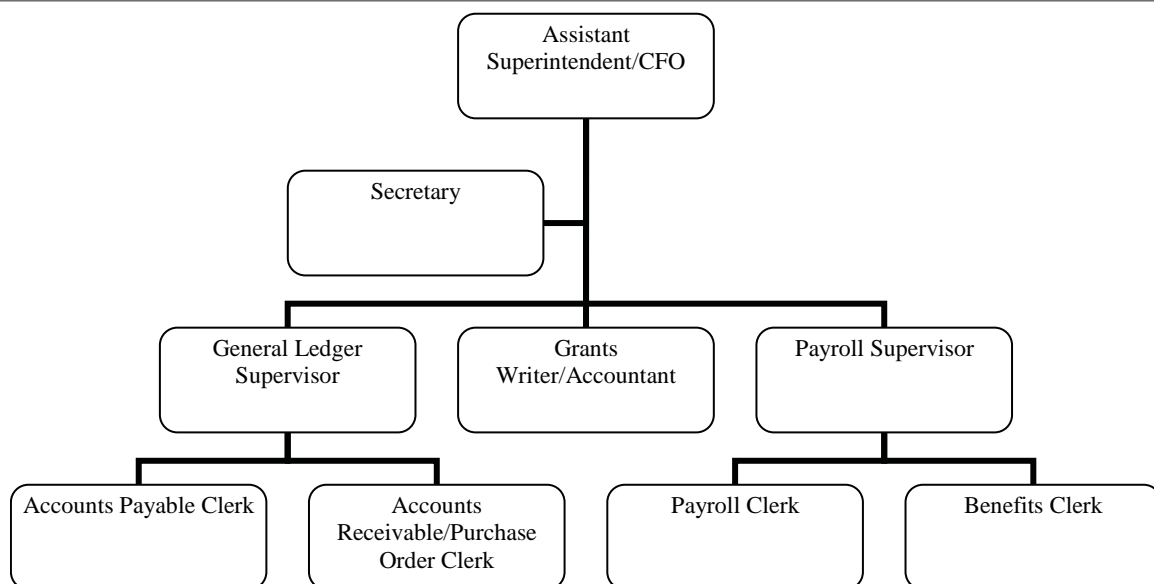 Assistant
Superintendent/CFO
Secretary
General Ledger
Supervisor
Grants
Writer/Accountant
Payroll Supervisor
Accounts Payable Clerk
Accounts
Receivable/Purchase
Order Clerk
Payroll Clerk
Benefits Clerk